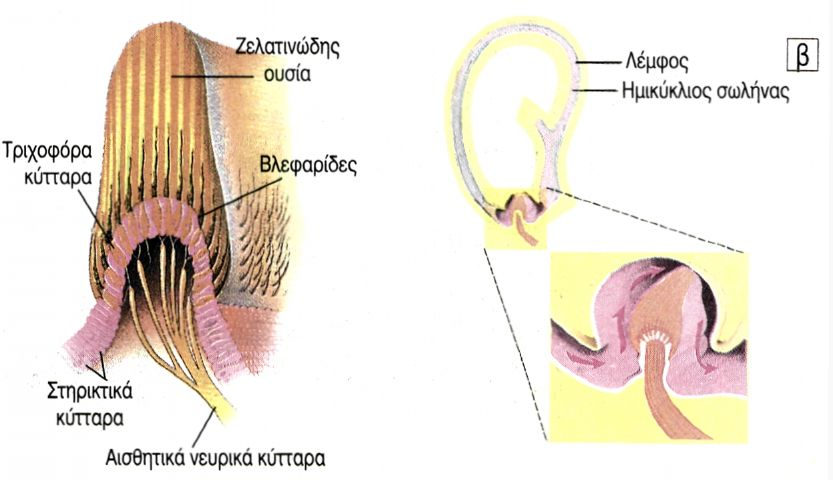 Ζελατινώδης
ουσία
Τριχοφόρα
κύτταρα
Βλεφαρίδες
Στηρικτικά
κύτταρα
Αισθητικά νευρικά κύτταρα
Λέμφος
Ημικύκλιος σωλήνας
β